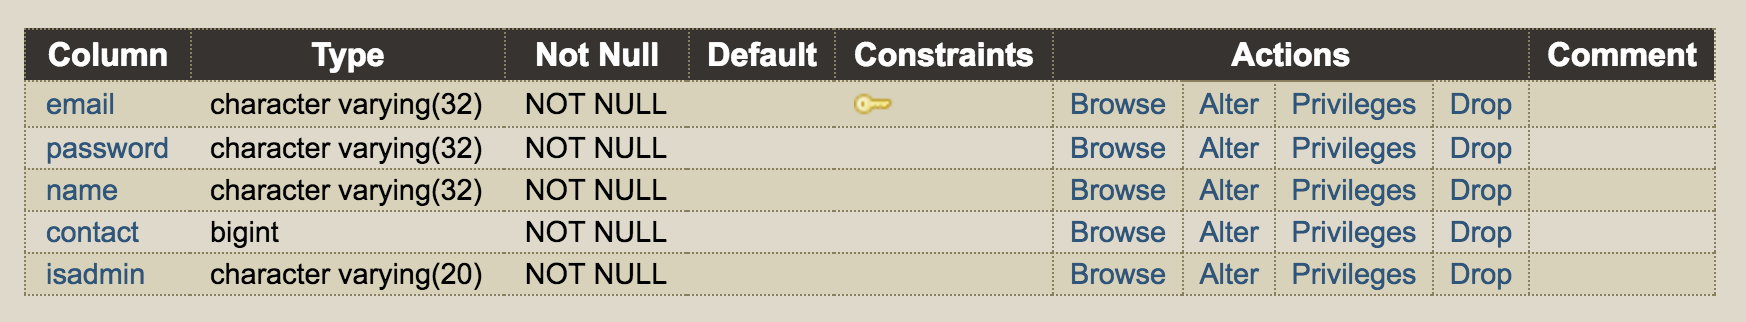 Column Type Not Null Default Constraints Actions Comment
email character varying(32) NOT NULL Browse Alter Privileges Drop
password character varying(32) NOT NULL Browse Alter Privileges Drop
name character varying(32) NOT NULL Browse Alter Privileges Drop
contact bigint NOT NULL Browse Alter Privileges Drop
isadmin character varying(20) NOT NULL Browse Alter Privileges Drop